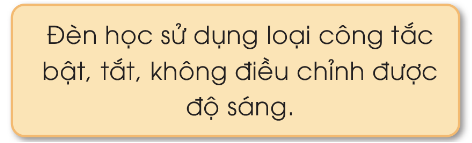 Đèn học sử dụng loại công tắc
bật, tắt, không điều chỉnh được
độ sáng.